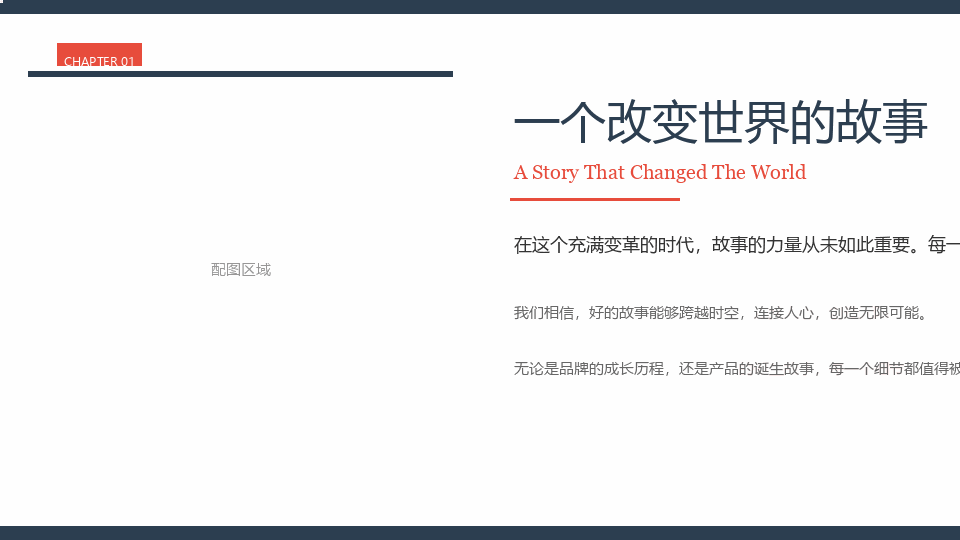 CHAPTER 01
一个改变世界的故事
A Story That Changed The World
在这个充满变革的时代，故事的力量从未如此重要。每一
配图区域
我们相信，好的故事能够跨越时空，连接人心，创造无限可能。
无论是品牌的成长历程，还是产品的诞生故事，每一个细节都值得被